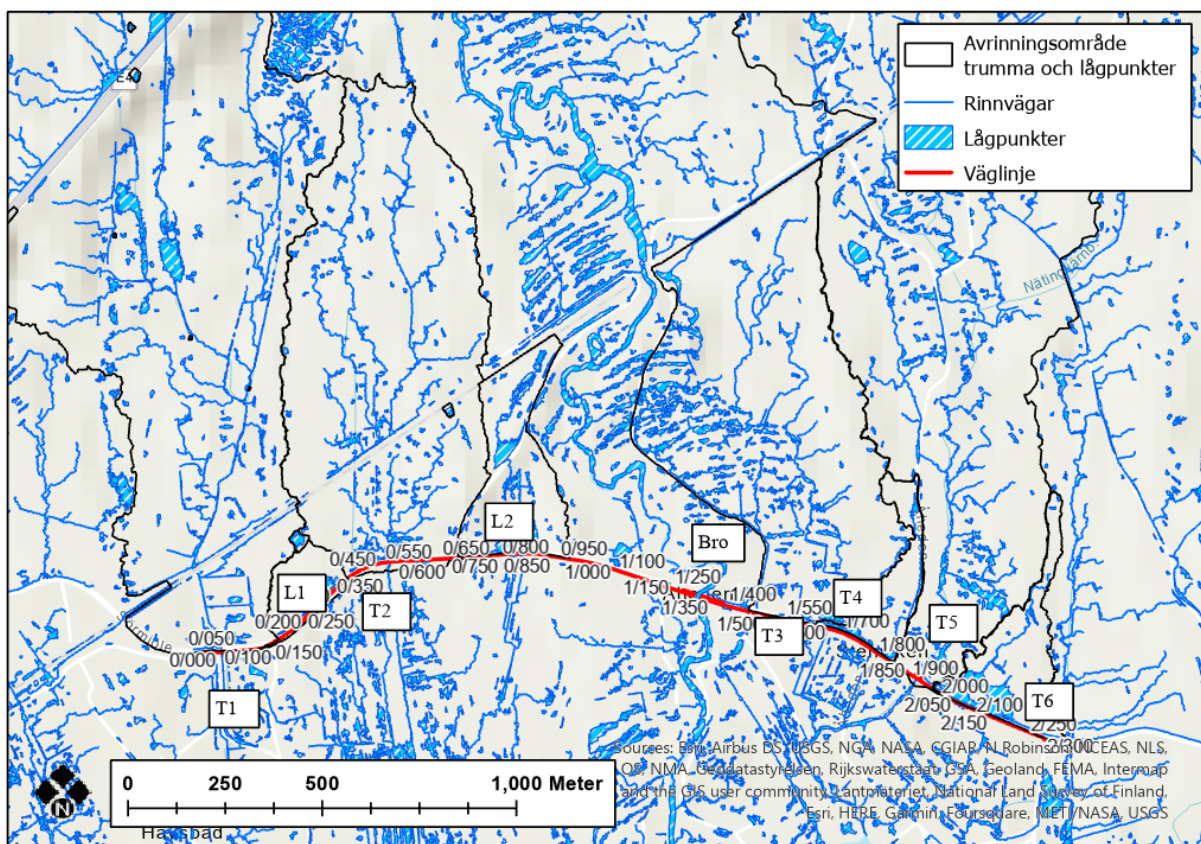 Avrinningsområde
trumma och lågpunkter
Rinnvägar
Lågpunkter
Väglinje
E4
Nätingåmb.
L2
Bro
0/450 0/550 0/650 0/800 0/950
0/350 0/600 0/750 0/850 1/000
1/100
1/150
1/250
1/350
1/400
L1
T2
T4
0/200 0/250
1/550
T3
T5
0/050
0/000 0/100 0/150
1/800
1/850 1/900
2/000
2/050 2/100
2/150
T1
T6
2/250
2/300
0 250 500 1,000 Meter
N
Sources: Esri, Airbus DS, USGS, NGA, NASA, CGIAR, N Robinson, NCEAS, NLS,
OS, NMA, Geodatastyrelsen, Rijkswaterstaat, GSA, Geoland, FEMA, Intermap
and the GIS user community, Lantmäteriet, National Land Survey of Finland,
Esri, HERE, Garmin, Foursquare, METI/NASA, USGS